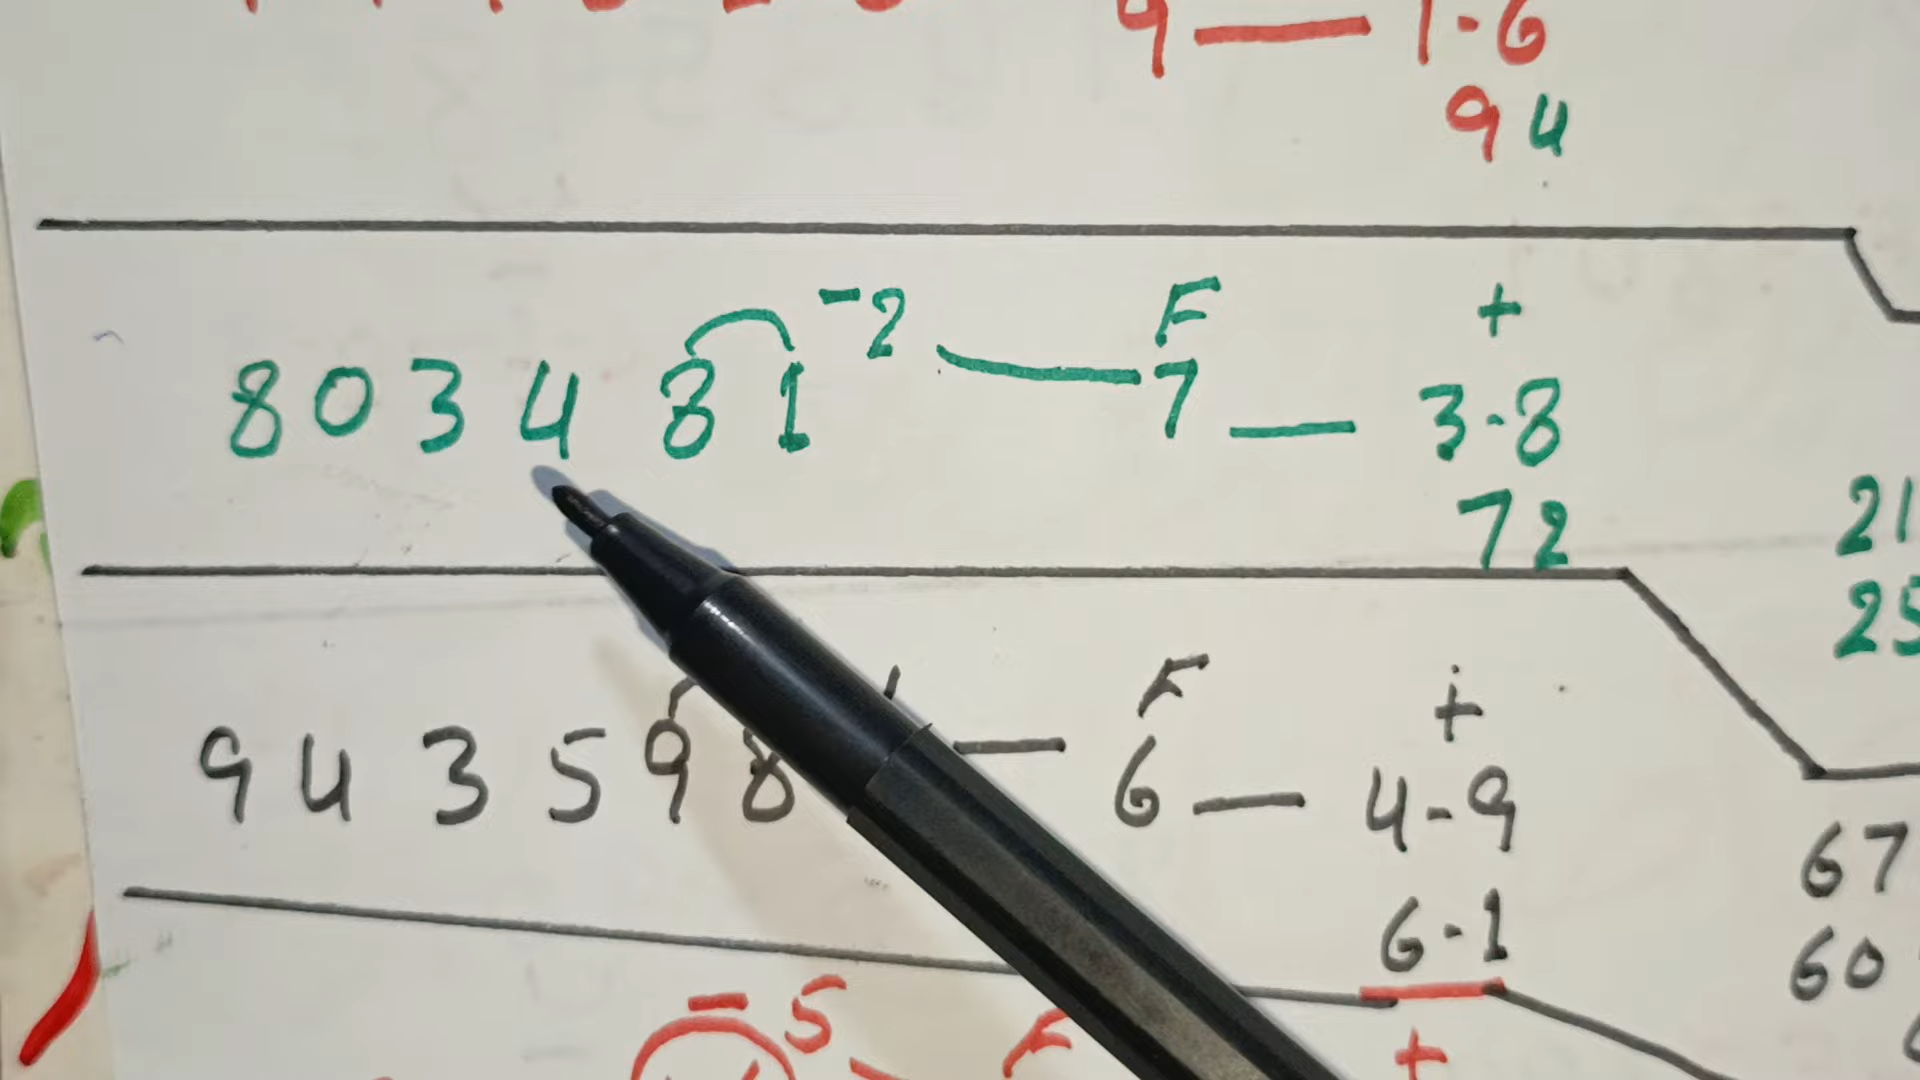 9 — 1-6
94
F +
803481 -2 — 7 — 3-8
72
21
25
F +
943598 — 6 — 4-9
67
6-1
60
-5 F +